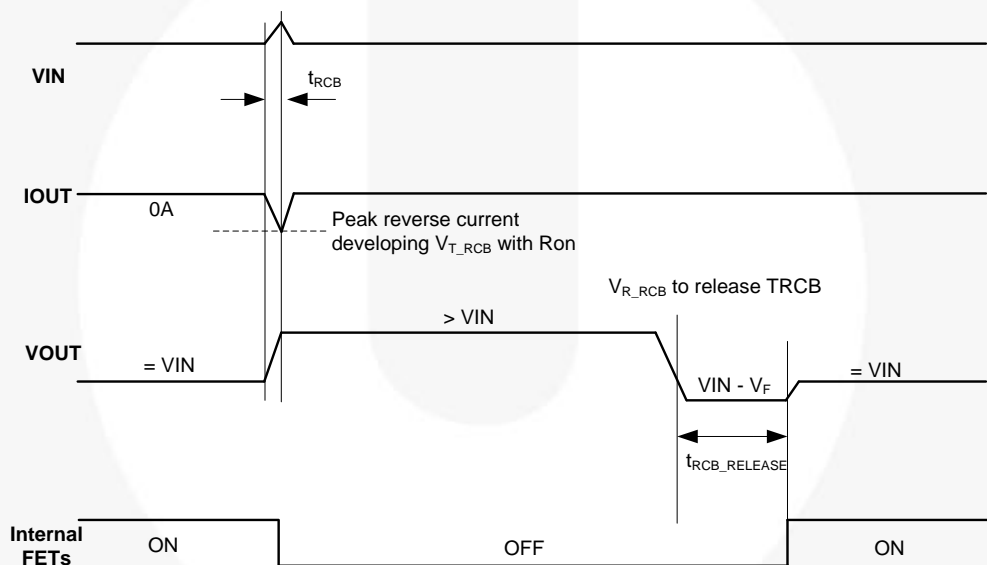 VIN
tRCB
IOUT
0A
Peak reverse current
developing VT_RCB with Ron
VR_RCB to release TRCB
> VIN
VOUT
= VIN
VIN - VF
= VIN
tRCB_RELEASE
Internal
FETs
ON
OFF
ON